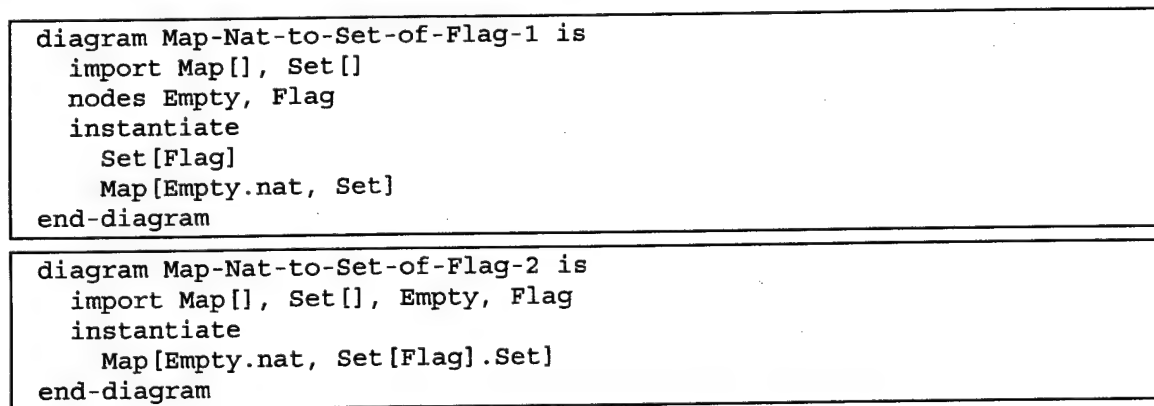 diagram Map-Nat-to-Set-of-Flag-1 is
import Map[], Set[]
nodes Empty, Flag
instantiate
Set[Flag]
Map[Empty.nat, Set]
end-diagram
diagram Map-Nat-to-Set-of-Flag-2 is
import Map[], Set[], Empty, Flag
instantiate
Map[Empty.nat, Set[Flag].Set]
end-diagram